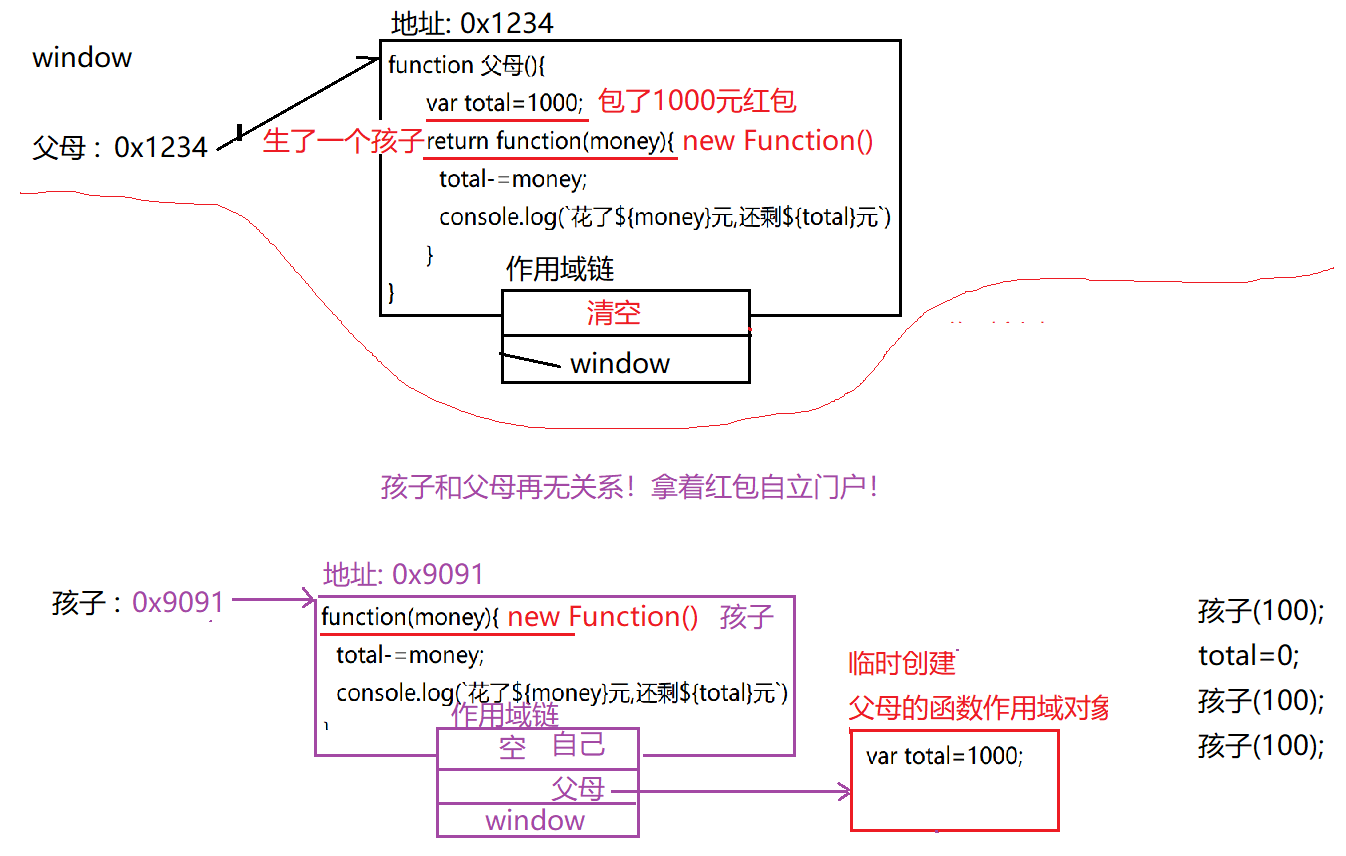 地址: 0x1234
window
function 父母(){
var total=1000; 包了1000元红包
父母 : 0x1234
生了一个孩子 return function(money){ new Function()
total-=money;
console.log(`花了${money}元,还剩${total}元`)
}
作用域链
}
清空
window
孩子和父母再无关系！拿着红包自立门户！
地址: 0x9091
孩子 : 0x9091
function(money){ new Function() 孩子
total-=money;
console.log(`花了${money}元,还剩${total}元`)
作用域链
空 自己
父母
window
临时创建
父母的函数作用域对象
var total=1000;
孩子(100);
total=0;
孩子(100);
孩子(100);